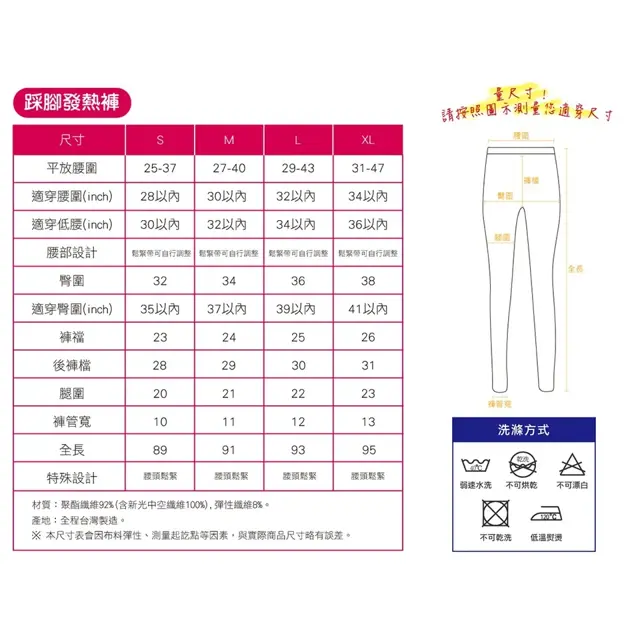 踩腳發熱褲
尺寸 S M L XL
平放腰圍 25-37 27-40 29-43 31-47
適穿腰圍(inch) 28以內 30以內 32以內 34以內
適穿低腰(inch) 30以內 32以內 34以內 36以內
腰部設計 鬆緊帶可自行調整 鬆緊帶可自行調整 鬆緊帶可自行調整 鬆緊帶可自行調整
臀圍 32 34 36 38
適穿臀圍(inch) 35以內 37以內 39以內 41以內
褲襠 23 24 25 26
後褲檔 28 29 30 31
腿圍 20 21 22 23
褲管寬 10 11 12 13
全長 89 91 93 95
特殊設計 腰頭鬆緊 腰頭鬆緊 腰頭鬆緊 腰頭鬆緊
材質：聚酯纖維92%(含新光中空纖維100%), 彈性纖維8%。
產地：全程台灣製造。
※ 本尺寸表會因布料彈性、測量起訖點等因素，與實際商品尺寸略有誤差。
量尺寸！
請按照圖示測量您適穿尺寸
腰圍
褲襠
臀圍
腿圍
全長
褲管寬
洗滌方式
乾洗
弱速水洗 不可烘乾 不可漂白
120°C
不可乾洗 低溫熨燙